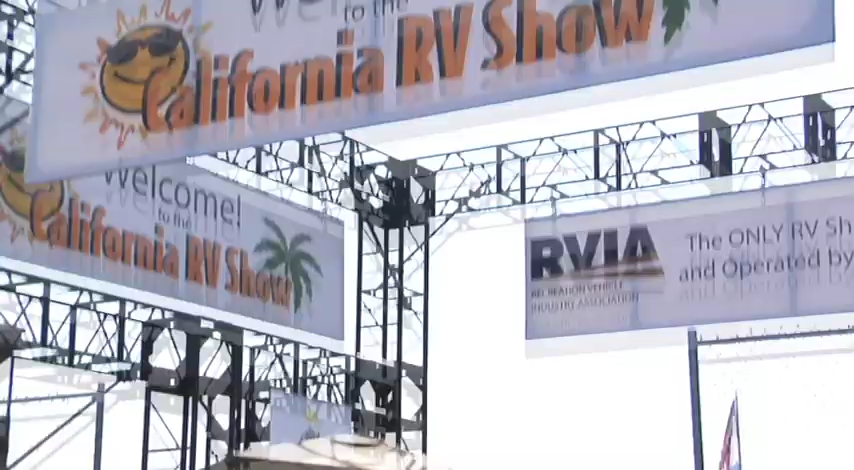 to the
California RV Show
Welcome!
to the
California RV Show
RVIA
RECREATION VEHICLE
INDUSTRY ASSOCIATION
The ONLY RV Sh
and Operated by